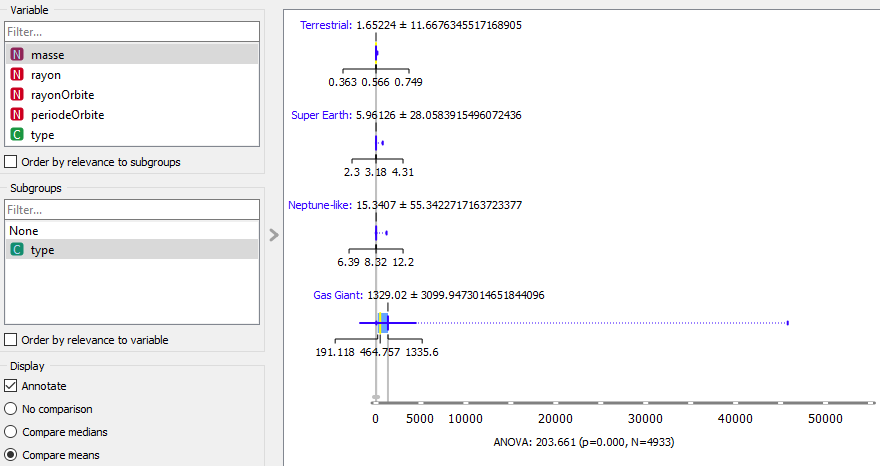 Variable
Filter...
N masse
N rayon
N rayonOrbite
N periodeOrbite
C type
Order by relevance to subgroups
Subgroups
Filter...
None
C type
Order by relevance to variable
Display
Annotate
No comparison
Compare medians
Compare means
Terrestrial: 1.65224 ± 11.6676345517168905
0.363 0.566 0.749
Super Earth: 5.96126 ± 28.0583915496072436
2.3 3.18 4.31
Neptune-like: 15.3407 ± 55.3422717163723377
6.39 8.32 12.2
Gas Giant: 1329.02 ± 3099.9473014651844096
191.118 464.757 1335.6
0 5000 10000 20000 30000 40000 50000
ANOVA: 203.661 (p=0.000, N=4933)